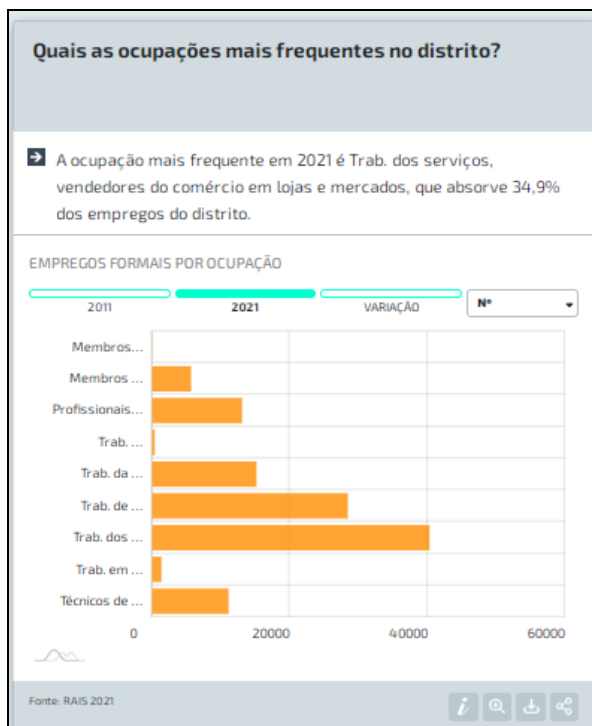 Quais as ocupações mais frequentes no distrito?
A ocupação mais frequente em 2021 é Trab. dos serviços,
vendedores do comércio em lojas e mercados, que absorve 34,9%
dos empregos do distrito.
EMPREGOS FORMAIS POR OCUPAÇÃO
2011 2021 VARIAÇÃO Nº
Membros...
Membros ...
Profissionais...
Trab. ...
Trab. da ...
Trab. de ...
Trab. dos ...
Trab. em ...
Técnicos de ...
0 20000 40000 60000
Fonte: RAIS 2021